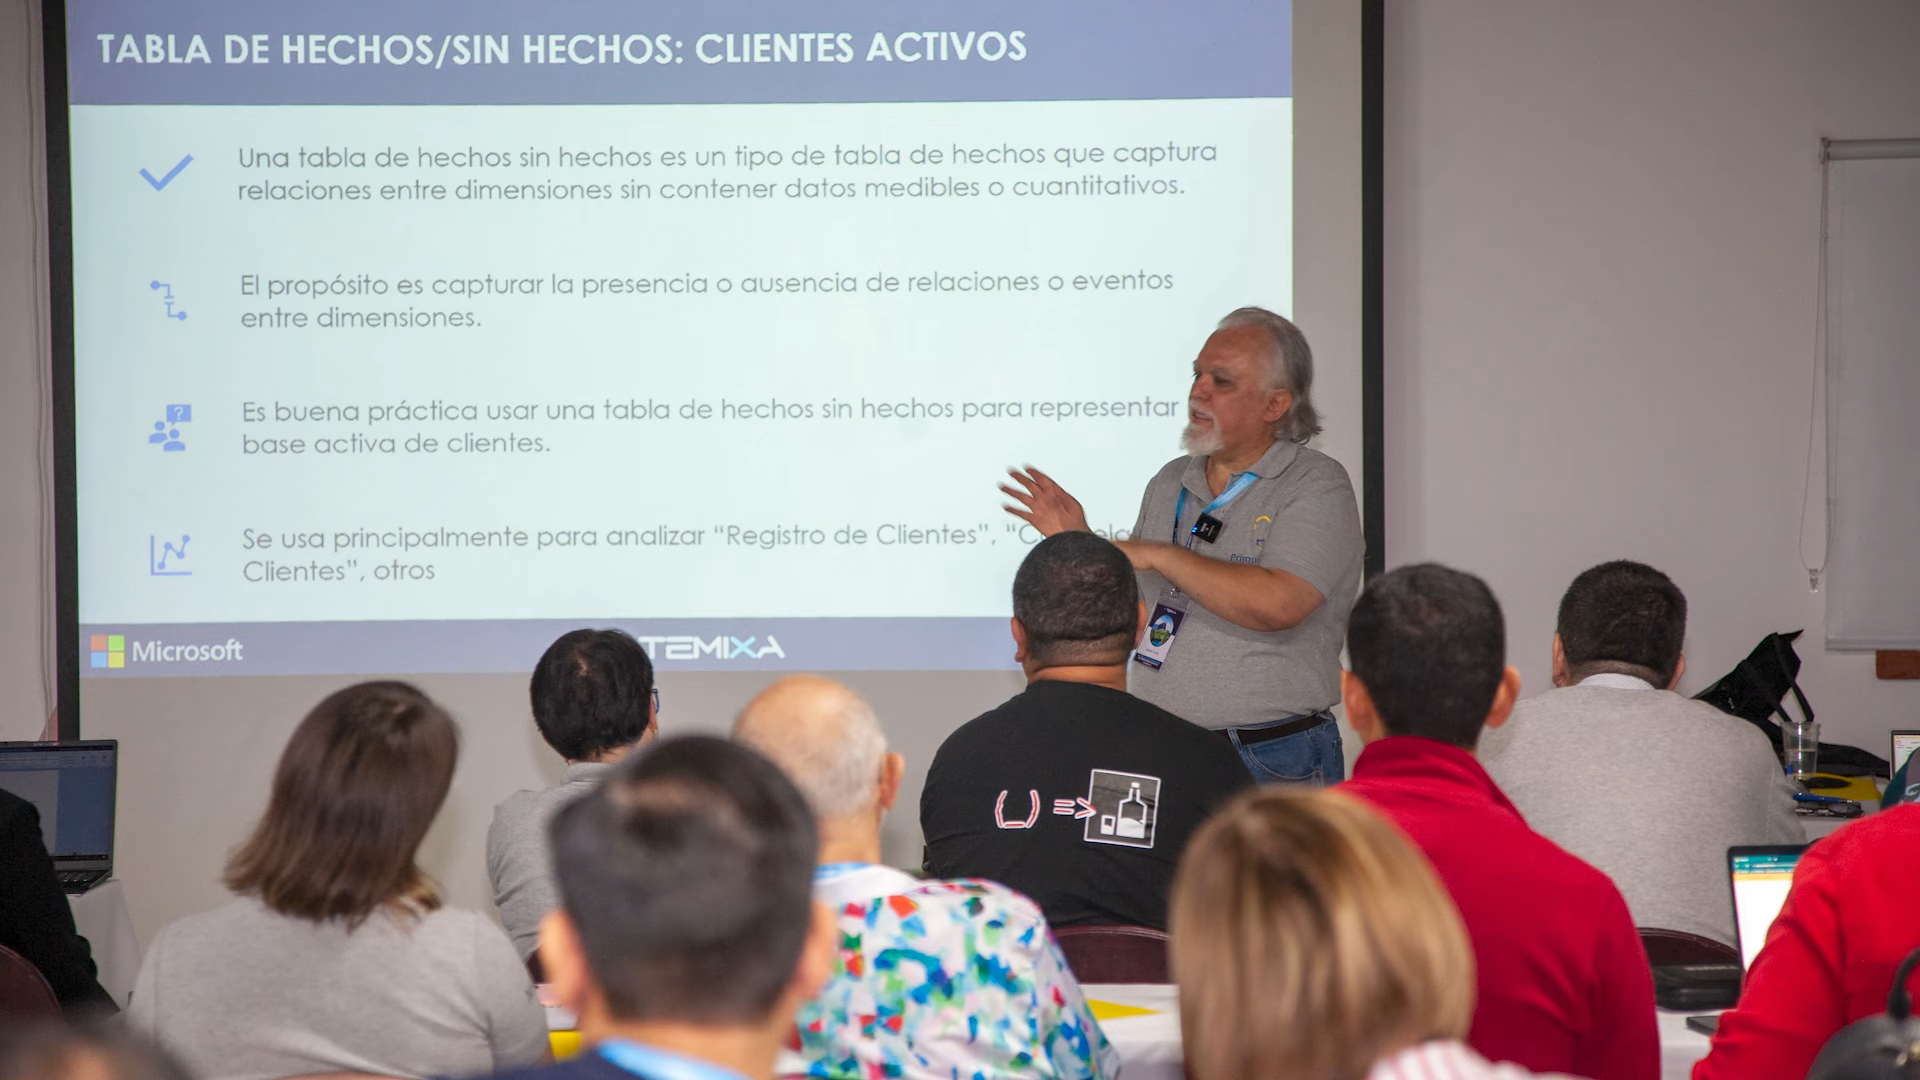 TABLA DE HECHOS/SIN HECHOS: CLIENTES ACTIVOS
Una tabla de hechos sin hechos es un tipo de tabla de hechos que captura
relaciones entre dimensiones sin contener datos medibles o cuantitativos.
El propósito es capturar la presencia o ausencia de relaciones o eventos
entre dimensiones.
Es buena práctica usar una tabla de hechos sin hechos para representar
base activa de clientes.
Se usa principalmente para analizar “Registro de Clientes”,
Clientes”, otros
Microsoft
TEMIXA
(_) =>